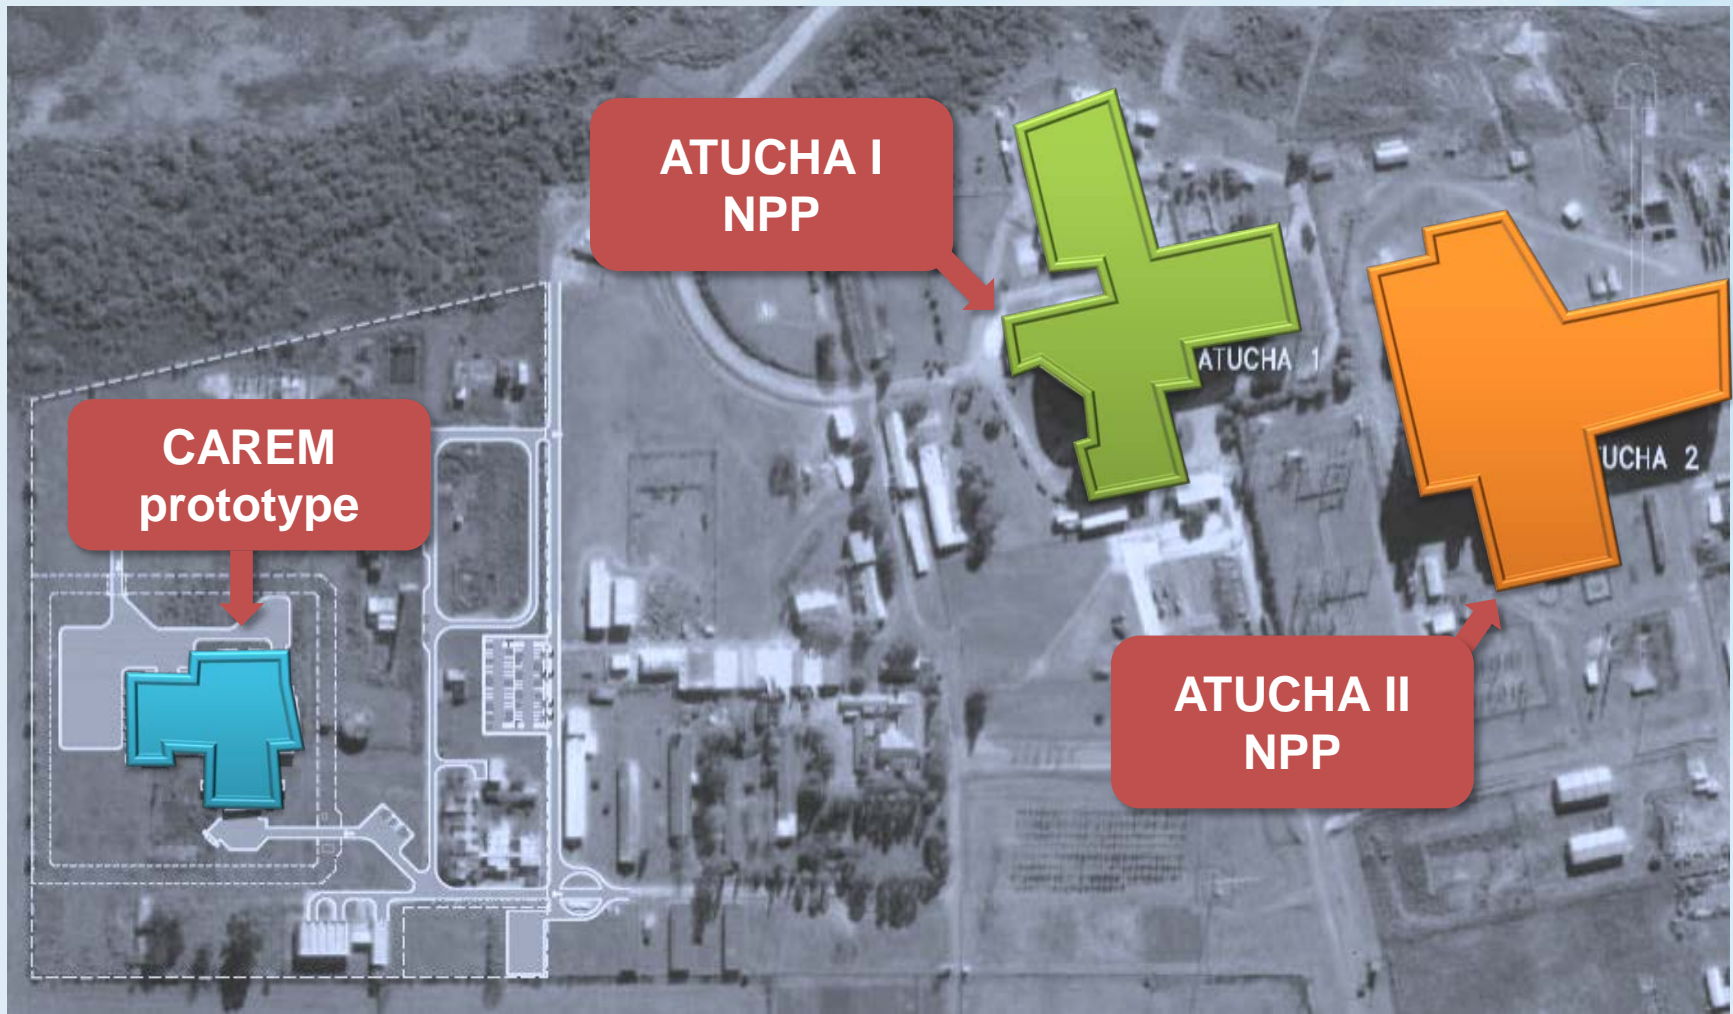 ATUCHA I
NPP
ATUCHA 1
CAREM
prototype
UCHA 2
ATUCHA II
NPP